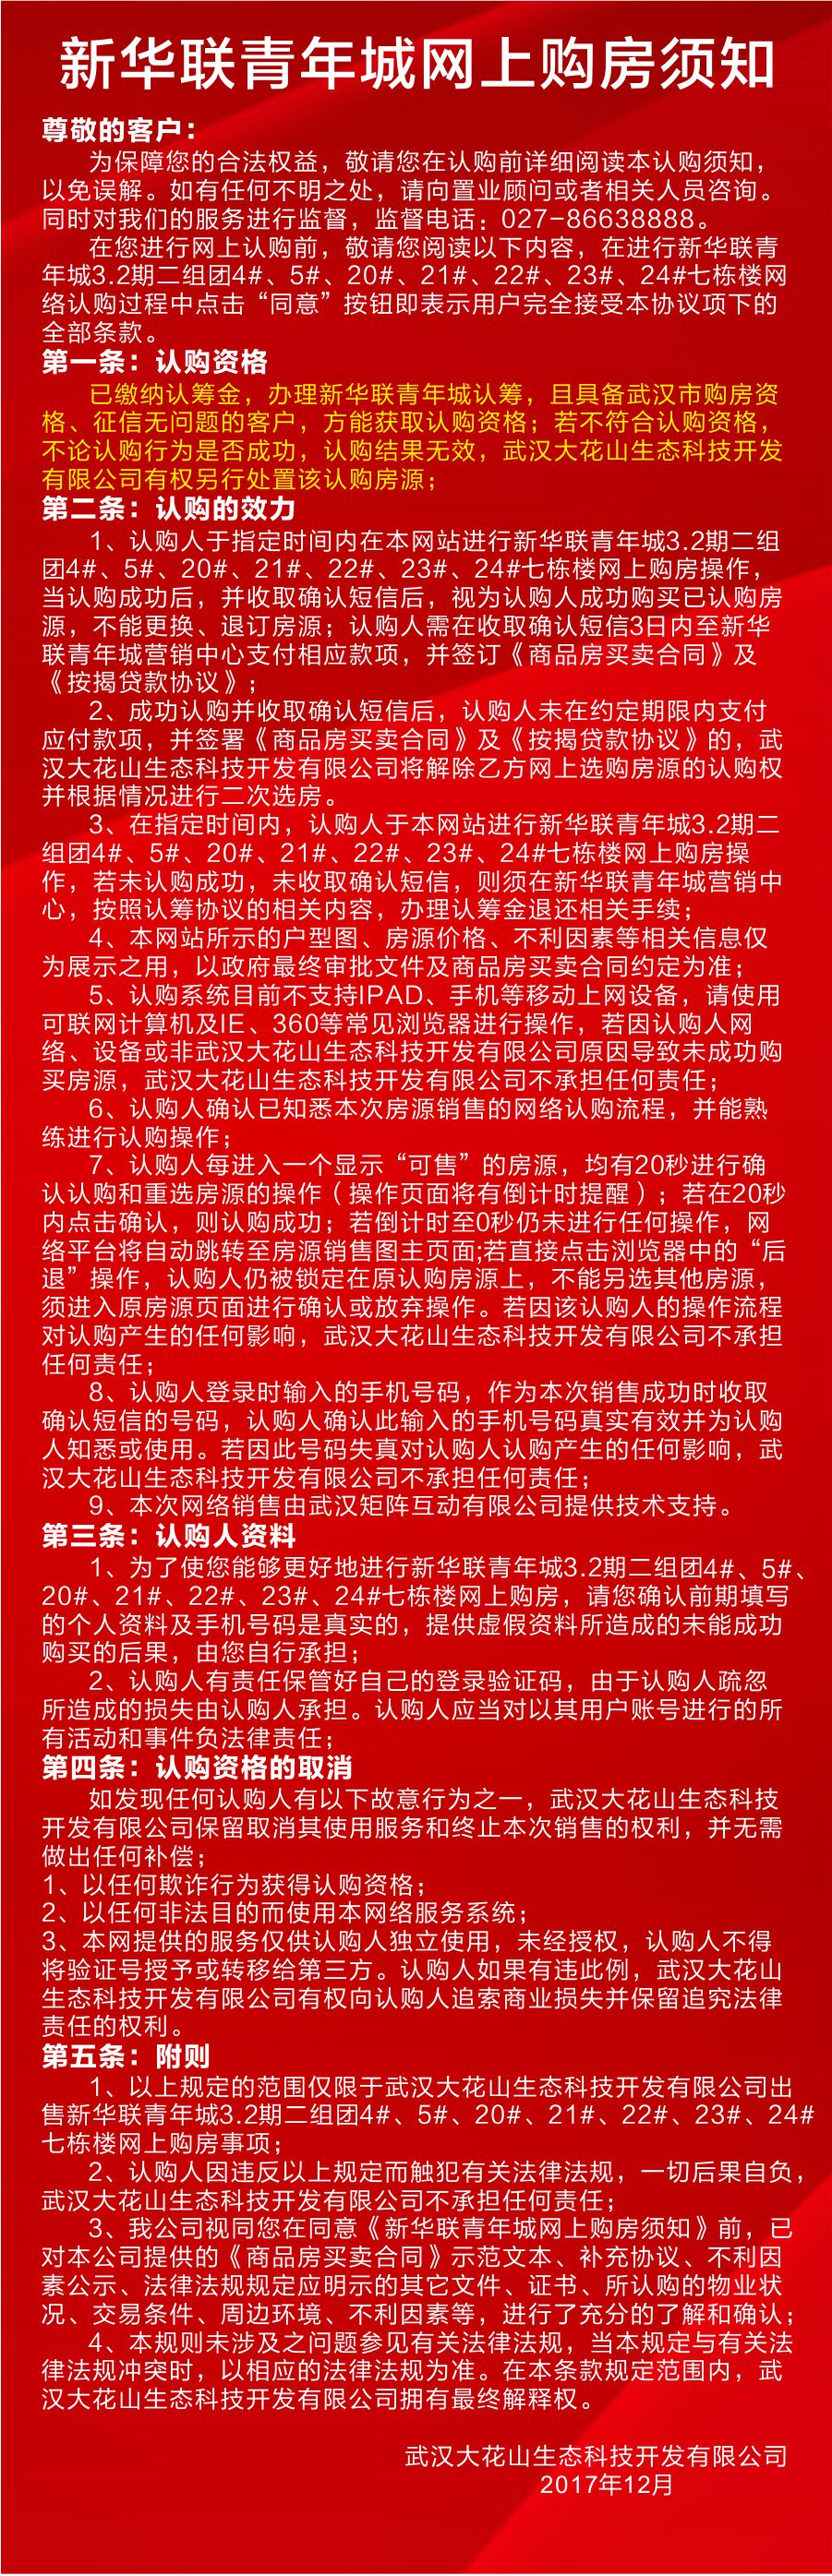 新华联青年城网上购房须知
尊敬的客户：
为保障您的合法权益，敬请您在认购前详细阅读本认购须知，
以免误解。如有任何不明之处，请向置业顾问或者相关人员咨询。
同时对我们的服务进行监督，监督电话：027-86638888。
在您进行网上认购前，敬请您阅读以下内容，在进行新华联青
年城3.2期二组团4#、5#、20#、21#、22#、23#、24#七栋楼网
络认购过程中点击“同意”按钮即表示用户完全接受本协议项下的
全部条款。
第一条：认购资格
已缴纳认筹金，办理新华联青年城认筹，且具备武汉市购房资
格、征信无问题的客户，方能获取认购资格；若不符合认购资格，
不论认购行为是否成功，认购结果无效，武汉大花山生态科技开发
有限公司有权另行处置该认购房源；
第二条：认购的效力
1、认购人于指定时间内在本网站进行新华联青年城3.2期二组
团4#、5#、20#、21#、22#、23#、24#七栋楼网上购房操作，
当认购成功后，并收取确认短信后，视为认购人成功购买已认购房
源，不能更换、退订房源；认购人需在收取确认短信3日内至新华
联青年城营销中心支付相应款项，并签订《商品房买卖合同》及
《按揭贷款协议》；
2、成功认购并收取确认短信后，认购人未在约定期限内支付
应付款项，并签署《商品房买卖合同》及《按揭贷款协议》的，武
汉大花山生态科技开发有限公司将解除乙方网上选购房源的认购权
并根据情况进行二次选房。
3、在指定时间内，认购人于本网站进行新华联青年城3.2期二
组团4#、5#、20#、21#、22#、23#、24#七栋楼网上购房操
作，若未认购成功，未收取确认短信，则须在新华联青年城营销中
心，按照认筹协议的相关内容，办理认筹金退还相关手续；
4、本网站所示的户型图、房源价格、不利因素等相关信息仅
为展示之用，以政府最终审批文件及商品房买卖合同约定为准；
5、认购系统目前不支持IPAD、手机等移动上网设备，请使用
可联网计算机及IE、360等常见浏览器进行操作，若因认购人网
络、设备或非武汉大花山生态科技开发有限公司原因导致未成功购
买房源，武汉大花山生态科技开发有限公司不承担任何责任；
6、认购人确认已知悉本次房源销售的网络认购流程，并能熟
练进行认购操作；
7、认购人每进入一个显示“可售”的房源，均有20秒进行确
认认购和重选房源的操作（操作页面将有倒计时提醒）；若在20秒
内点击确认，则认购成功；若倒计时至0秒仍未进行任何操作，网
络平台将自动跳转至房源销售图主页面;若直接点击浏览器中的“后
退”操作，认购人仍被锁定在原认购房源上，不能另选其他房源，
须进入原房源页面进行确认或放弃操作。若因该认购人的操作流程
对认购产生的任何影响，武汉大花山生态科技开发有限公司不承担
任何责任；
8、认购人登录时输入的手机号码，作为本次销售成功时收取
确认短信的号码，认购人确认此输入的手机号码真实有效并为认购
人知悉或使用。若因此号码失真对认购人认购产生的任何影响，武
汉大花山生态科技开发有限公司不承担任何责任；
9、本次网络销售由武汉矩阵互动有限公司提供技术支持。
第三条：认购人资料
1、为了使您能够更好地进行新华联青年城3.2期二组团4#、5#、
20#、21#、22#、23#、24#七栋楼网上购房，请您确认前期填写
的个人资料及手机号码是真实的，提供虚假资料所造成的未能成功
购买的后果，由您自行承担；
2、认购人有责任保管好自己的登录验证码，由于认购人疏忽
所造成的损失由认购人承担。认购人应当对以其用户账号进行的所
有活动和事件负法律责任；
第四条：认购资格的取消
如发现任何认购人有以下故意行为之一，武汉大花山生态科技
开发有限公司保留取消其使用服务和终止本次销售的权利，并无需
做出任何补偿；
1、以任何欺诈行为获得认购资格；
2、以任何非法目的而使用本网络服务系统；
3、本网提供的服务仅供认购人独立使用，未经授权，认购人不得
将验证号授予或转移给第三方。认购人如果有违此例，武汉大花山
生态科技开发有限公司有权向认购人追索商业损失并保留追究法律
责任的权利。
第五条：附则
1、以上规定的范围仅限于武汉大花山生态科技开发有限公司出
售新华联青年城3.2期二组团4#、5#、20#、21#、22#、23#、24#
七栋楼网上购房事项；
2、认购人因违反以上规定而触犯有关法律法规，一切后果自负，
武汉大花山生态科技开发有限公司不承担任何责任；
3、我公司视同您在同意《新华联青年城网上购房须知》前，已
对本公司提供的《商品房买卖合同》示范文本、补充协议、不利因
素公示、法律法规规定应明示的其它文件、证书、所认购的物业状
况、交易条件、周边环境、不利因素等，进行了充分的了解和确认；
4、本规则未涉及之问题参见有关法律法规，当本规定与有关法
律法规冲突时，以相应的法律法规为准。在本条款规定范围内，武
汉大花山生态科技开发有限公司拥有最终解释权。
武汉大花山生态科技开发有限公司
2017年12月